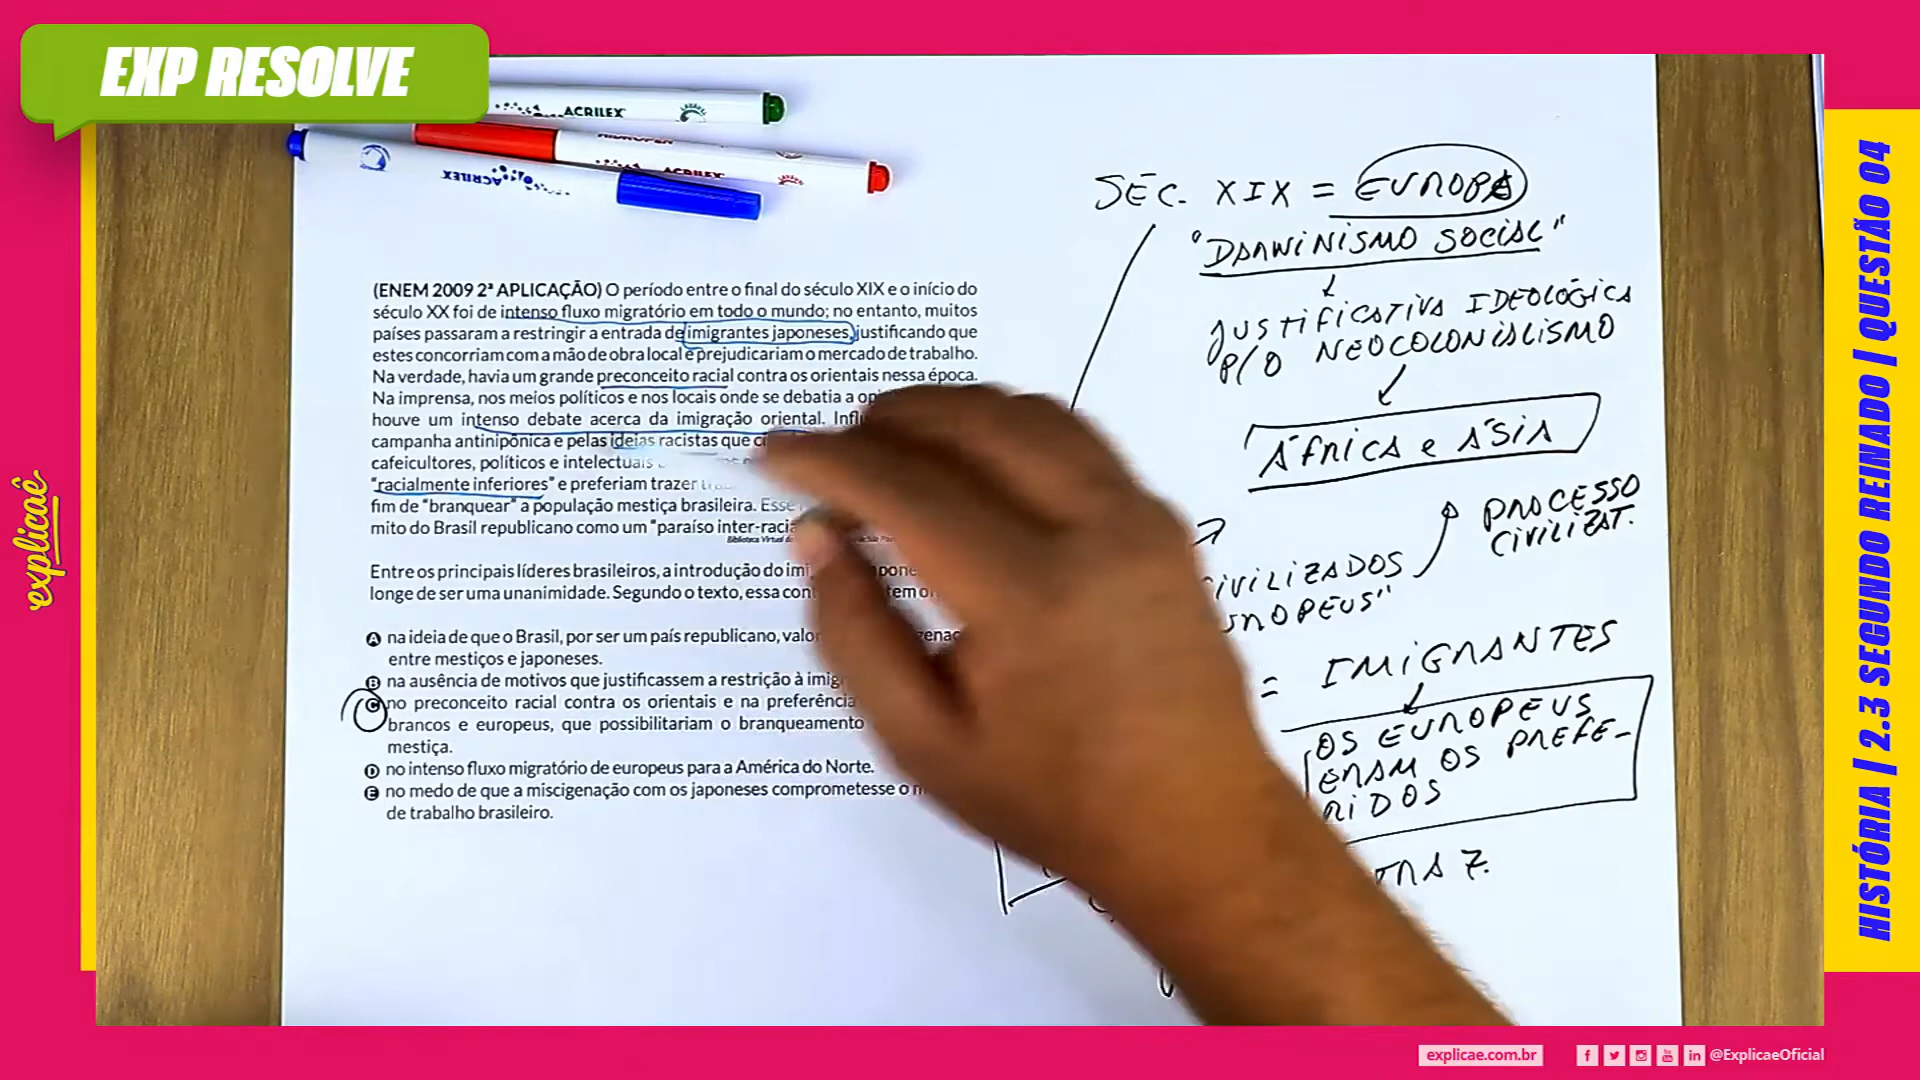 EXP RESOLVE
ACRILEX
ACRILEX
ACRILEX
(ENEM 2009 2ª APLICAÇÃO) O período entre o final do século XIX e o início do
século XX foi de intenso fluxo migratório em todo o mundo; no entanto, muitos
países passaram a restringir a entrada de imigrantes japoneses, justificando que
estes concorriam com a mão de obra local e prejudicariam o mercado de trabalho.
Na verdade, havia um grande preconceito racial contra os orientais nessa época.
Na imprensa, nos meios políticos e nos locais onde se debatia a
houve um intenso debate acerca da imigração oriental.
campanha antinipônica e pelas ideias racistas que
cafeicultores, políticos e intelectuais
"racialmente inferiores" e preferiam trazer
fim de "branquear" a população mestiça brasileira.
mito do Brasil republicano como um "paraíso
Biblioteca Virtual
Entre os principais líderes brasileiros, a introdução do
longe de ser uma unanimidade. Segundo o texto, essa
A na ideia de que o Brasil, por ser um país republicano,
entre mestiços e japoneses.
B na ausência de motivos que justificassem a restrição à
C no preconceito racial contra os orientais e na preferência
brancos e europeus, que possibilitariam o branqueamento
mestiça.
D no intenso fluxo migratório de europeus para a América do Norte.
E no medo de que a miscigenação com os japoneses comprometesse o
de trabalho brasileiro.
SÉC. XIX = EUROPA
"DARWINISMO SOCIAL"
JUSTIFICATIVA IDEOLÓGICA
P/O NEOCOLONIALISMO
ÁFRICA e ÁSIA
PROCESSO
CIVILIZAT.
= IMIGRANTES
OS EUROPEUS
ERAM OS PREFE-
RIDOS
explicaê
HISTÓRIA | 2.3 SEGUNDO REINADO | QUESTÃO 04
explicae.com.br
@ExplicaeOficial